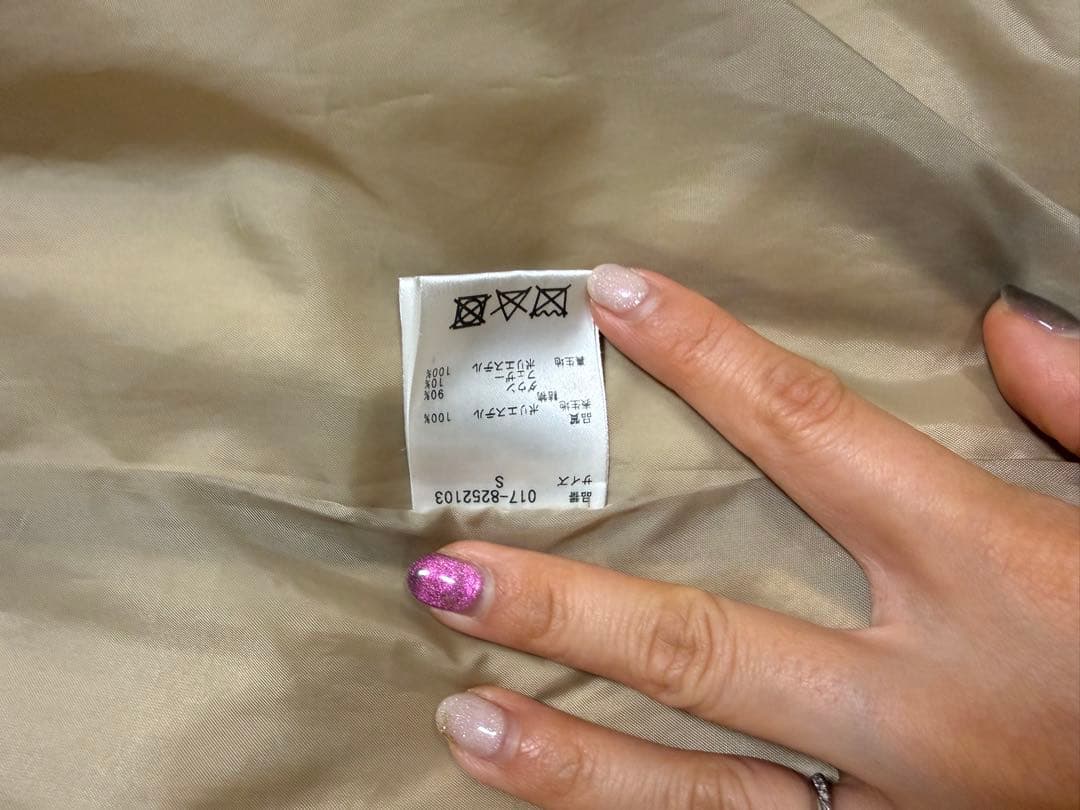 品番 017-8252103
サイズ S
品質
表生地 ポリエステル 100%
詰物
ダウン 90%
フェザー 10%
裏生地 ポリエステル 100%